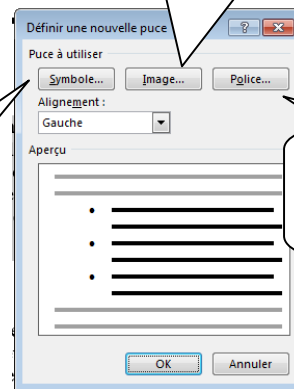 Définir une nouvelle puce
Puce à utiliser
Symbole... Image... Police...
Alignement :
Gauche
Aperçu
OK Annuler